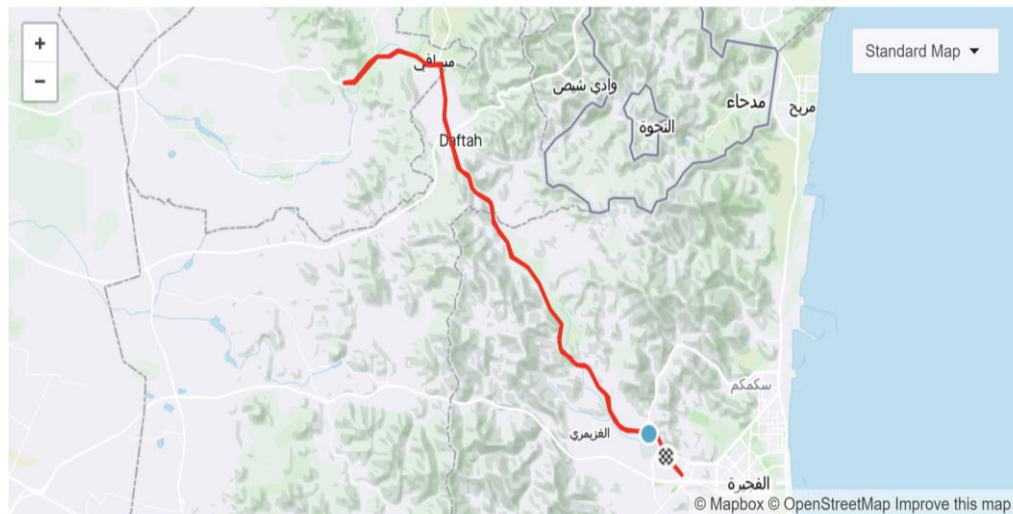 +
−
Standard Map
مسافي
وادي شيص
مدحاء
مربح
النحوة
Daftah
سكمكم
الغزيمري
الفجيرة
© Mapbox © OpenStreetMap Improve this map